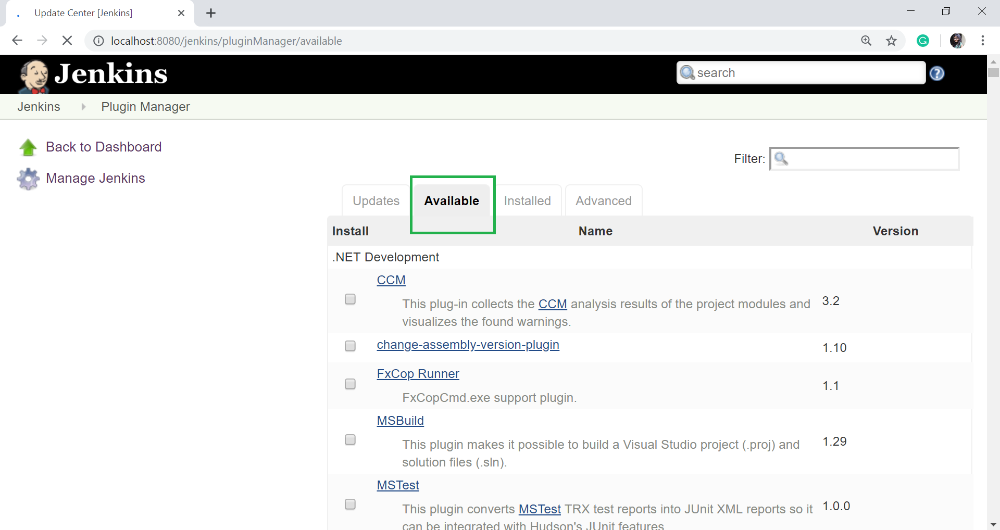 Update Center [Jenkins]
localhost:8080/jenkins/pluginManager/available
Jenkins
search
Jenkins
Plugin Manager
Back to Dashboard
Manage Jenkins
Filter:
Updates
Available
Installed
Advanced
Install
Name
Version
.NET Development
CCM
This plug-in collects the CCM analysis results of the project modules and
visualizes the found warnings.
3.2
change-assembly-version-plugin
1.10
FxCop Runner
FxCopCmd.exe support plugin.
1.1
MSBuild
This plugin makes it possible to build a Visual Studio project (.proj) and
solution files (.sln).
1.29
MSTest
This plugin converts MSTest TRX test reports into JUnit XML reports so it
can be integrated with Hudson's JUnit features
1.0.0